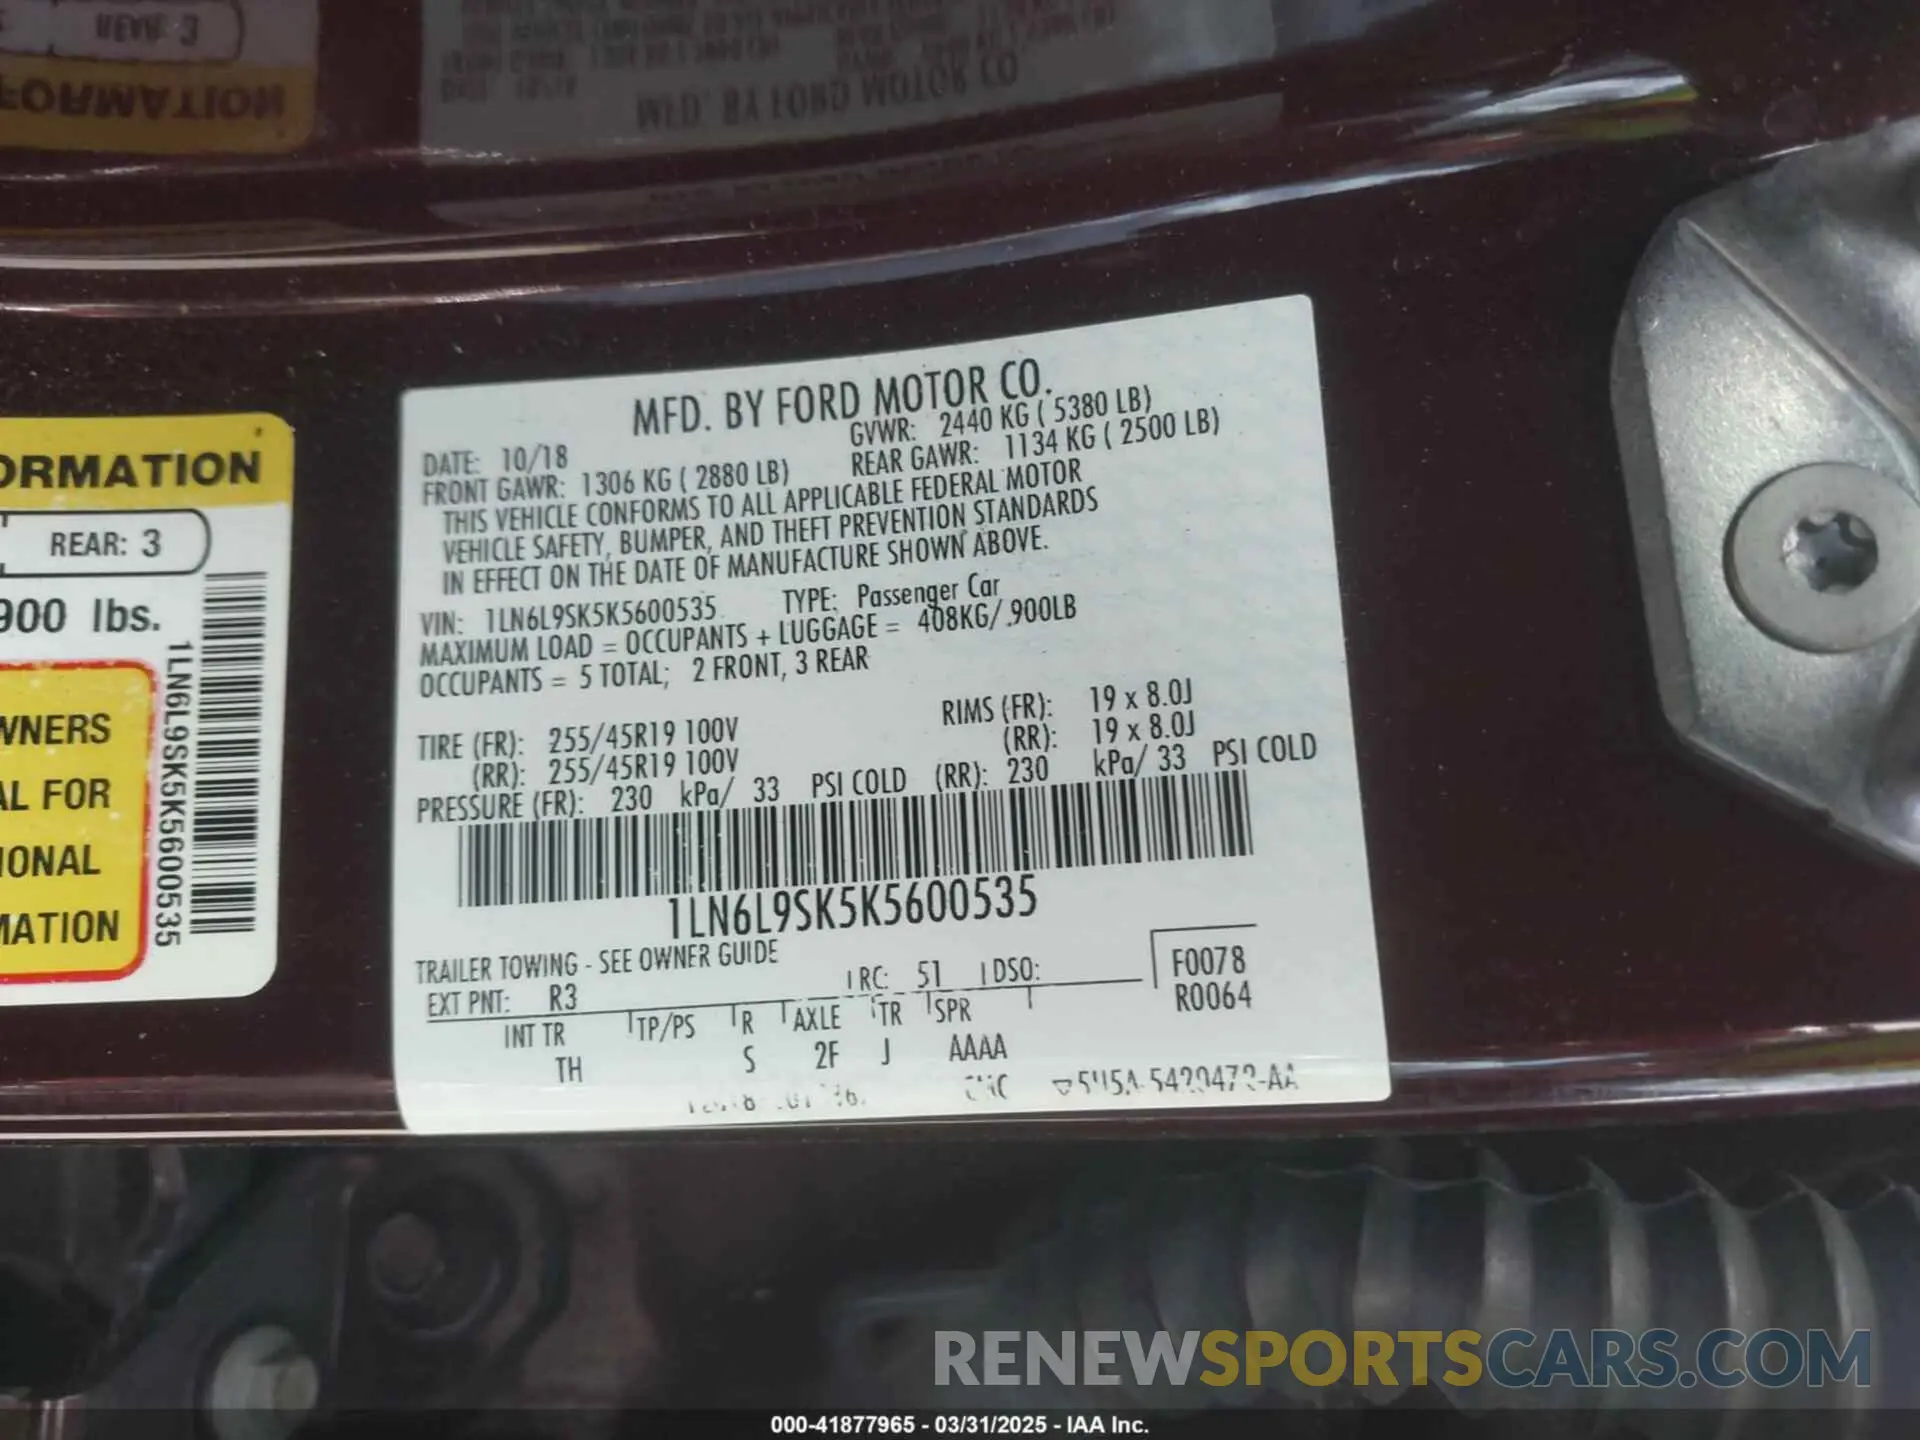 ORMATION
REAR: 3
900 lbs.
WNERS
AL FOR
IONAL
MATION
1LN6L9SK5K5600535
MFD. BY FORD MOTOR CO.
DATE: 10/18 GVWR: 2440 KG ( 5380 LB)
FRONT GAWR: 1306 KG ( 2880 LB) REAR GAWR: 1134 KG ( 2500 LB)
THIS VEHICLE CONFORMS TO ALL APPLICABLE FEDERAL MOTOR
VEHICLE SAFETY, BUMPER, AND THEFT PREVENTION STANDARDS
IN EFFECT ON THE DATE OF MANUFACTURE SHOWN ABOVE.
VIN: 1LN6L9SK5K5600535 TYPE: Passenger Car
MAXIMUM LOAD = OCCUPANTS + LUGGAGE = 408KG/ 900LB
OCCUPANTS = 5 TOTAL; 2 FRONT, 3 REAR
TIRE (FR): 255/45R19 100V RIMS (FR): 19 x 8.0J
(RR): 255/45R19 100V (RR): 19 x 8.0J
PRESSURE (FR): 230 kPa/ 33 PSI COLD (RR): 230 kPa/ 33 PSI COLD
1LN6L9SK5K5600535
TRAILER TOWING - SEE OWNER GUIDE
EXT PNT: R3 RC: 51 DSO: F0078
R0064
INT TR TP/PS R AXLE TR SPR
TH S 2F J AAAA
RENEWSPORTSCARS.COM
000-41877965 - 03/31/2025 - IAA Inc.